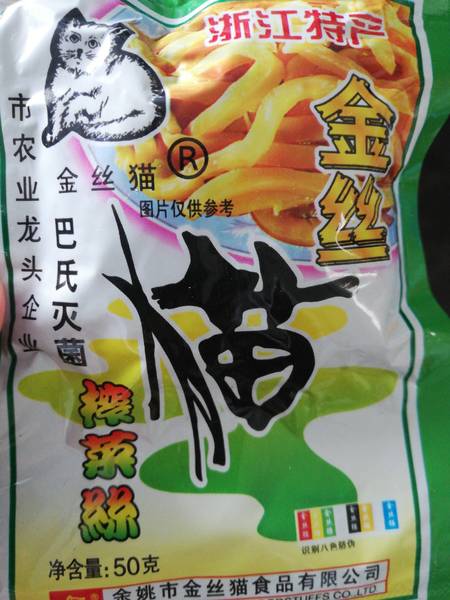 浙江特产
金丝
猫
金丝猫®
图片仅供参考
市农业龙头企业
巴氏灭菌
榨菜絲
净含量:50克
识别八色防伪
余姚市金丝猫食品有限公司